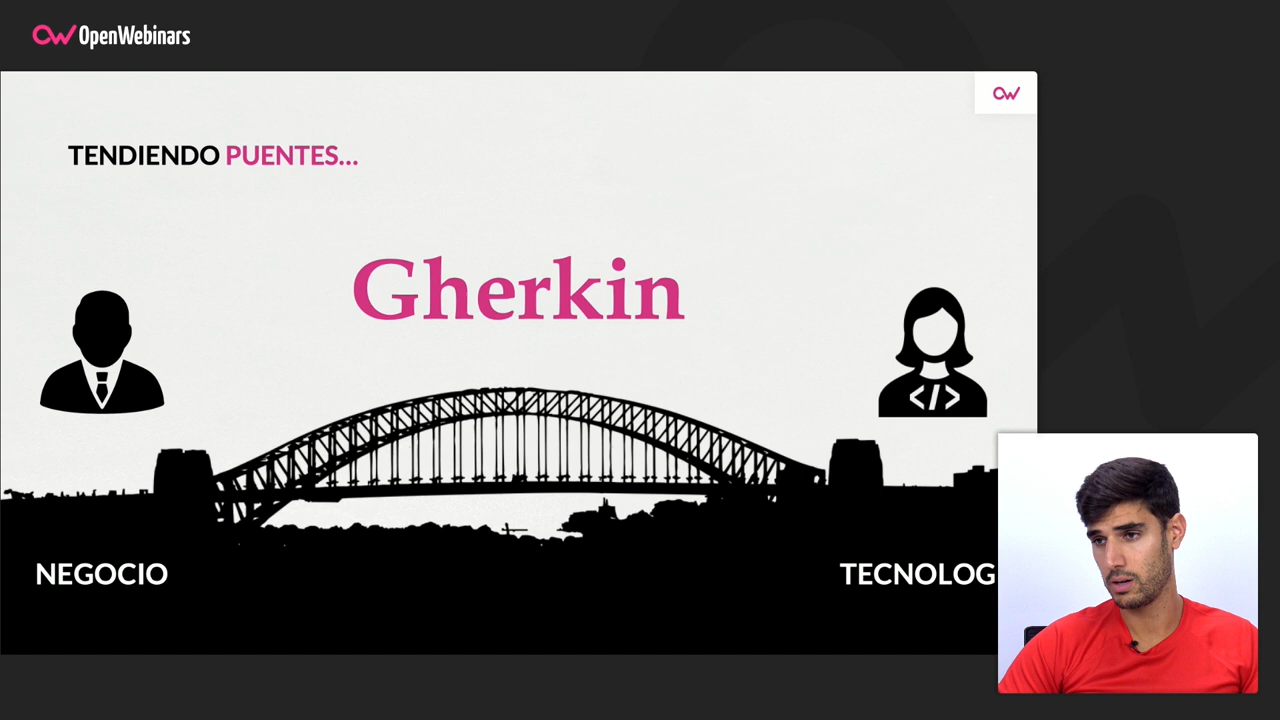 OpenWebinars
TENDIENDO PUENTES...
Gherkin
</>
NEGOCIO
TECNOLOG